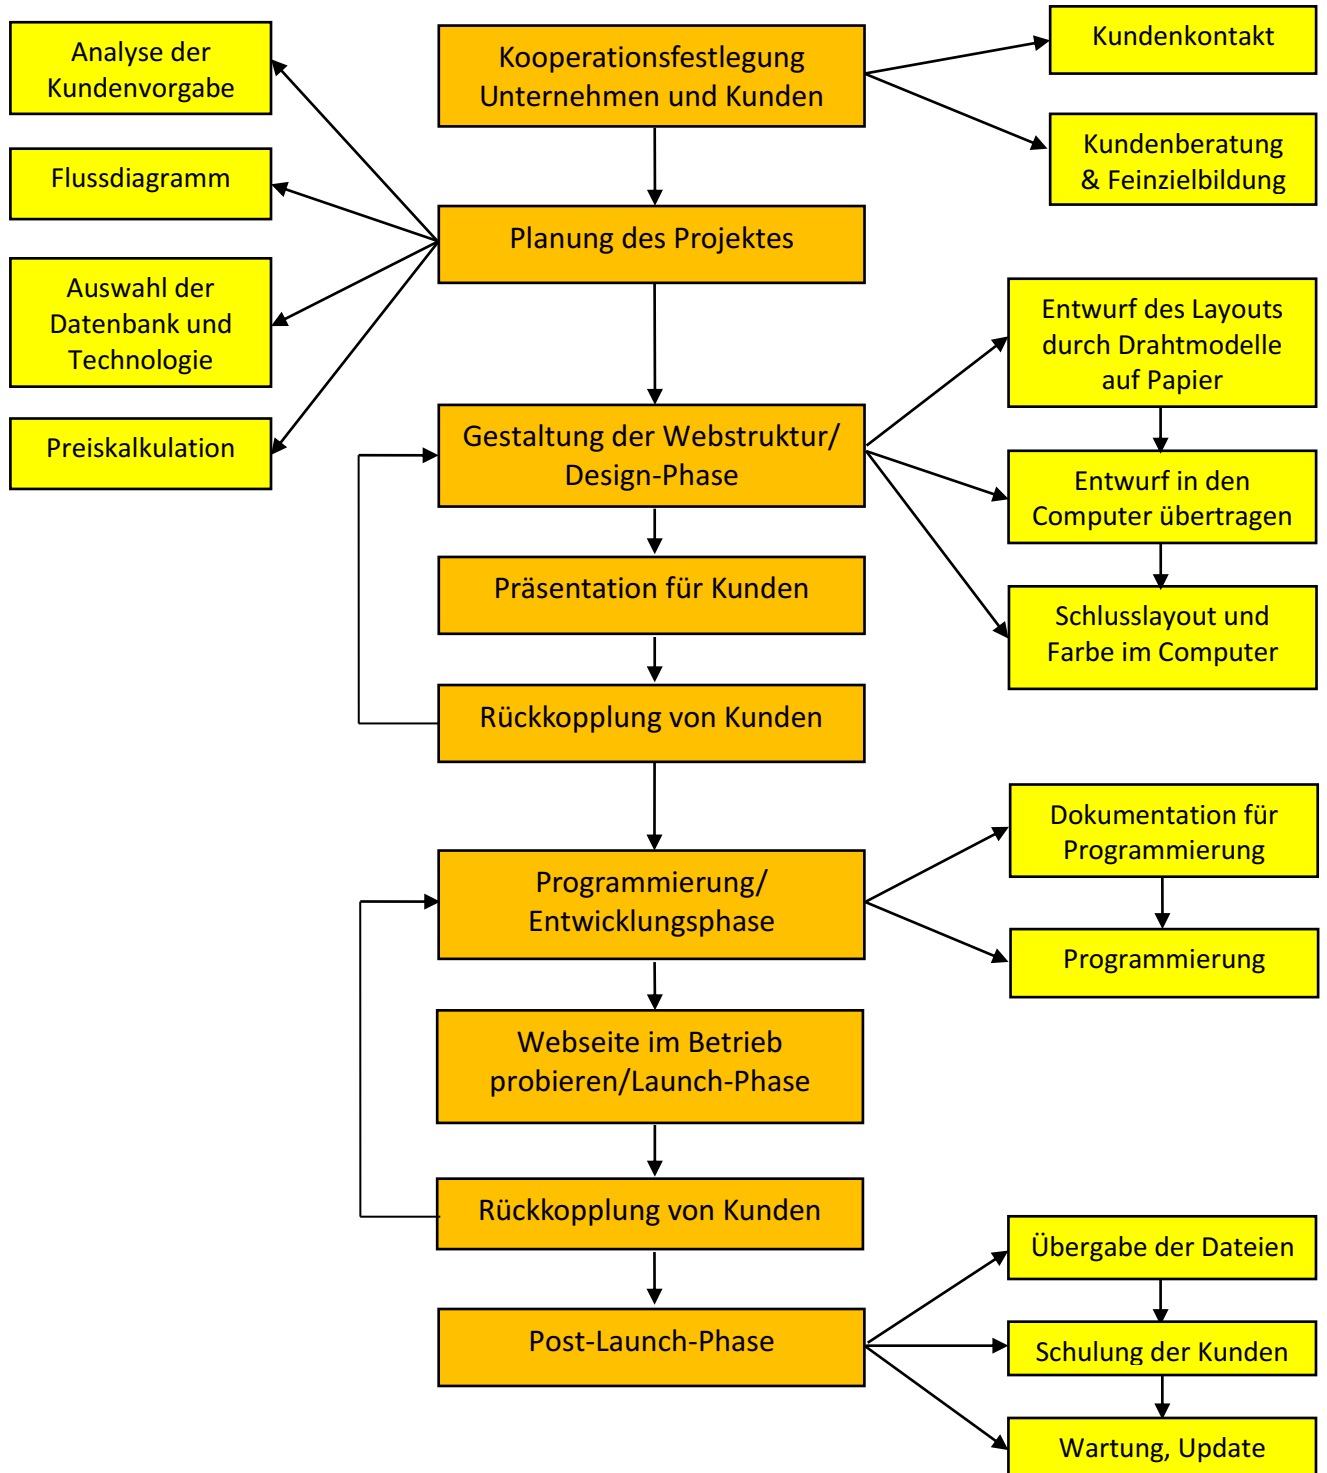 Analyse der
Kundenvorgabe
Flussdiagramm
Auswahl der
Datenbank und
Technologie
Preiskalkulation
Kooperationsfestlegung
Unternehmen und Kunden
Planung des Projektes
Gestaltung der Webstruktur/
Design-Phase
Präsentation für Kunden
Rückkopplung von Kunden
Programmierung/
Entwicklungsphase
Webseite im Betrieb
probieren/Launch-Phase
Rückkopplung von Kunden
Post-Launch-Phase
Kundenkontakt
Kundenberatung
& Feinzielbildung
Entwurf des Layouts
durch Drahtmodelle
auf Papier
Entwurf in den
Computer übertragen
Schlusslayout und
Farbe im Computer
Dokumentation für
Programmierung
Programmierung
Übergabe der Dateien
Schulung der Kunden
Wartung, Update